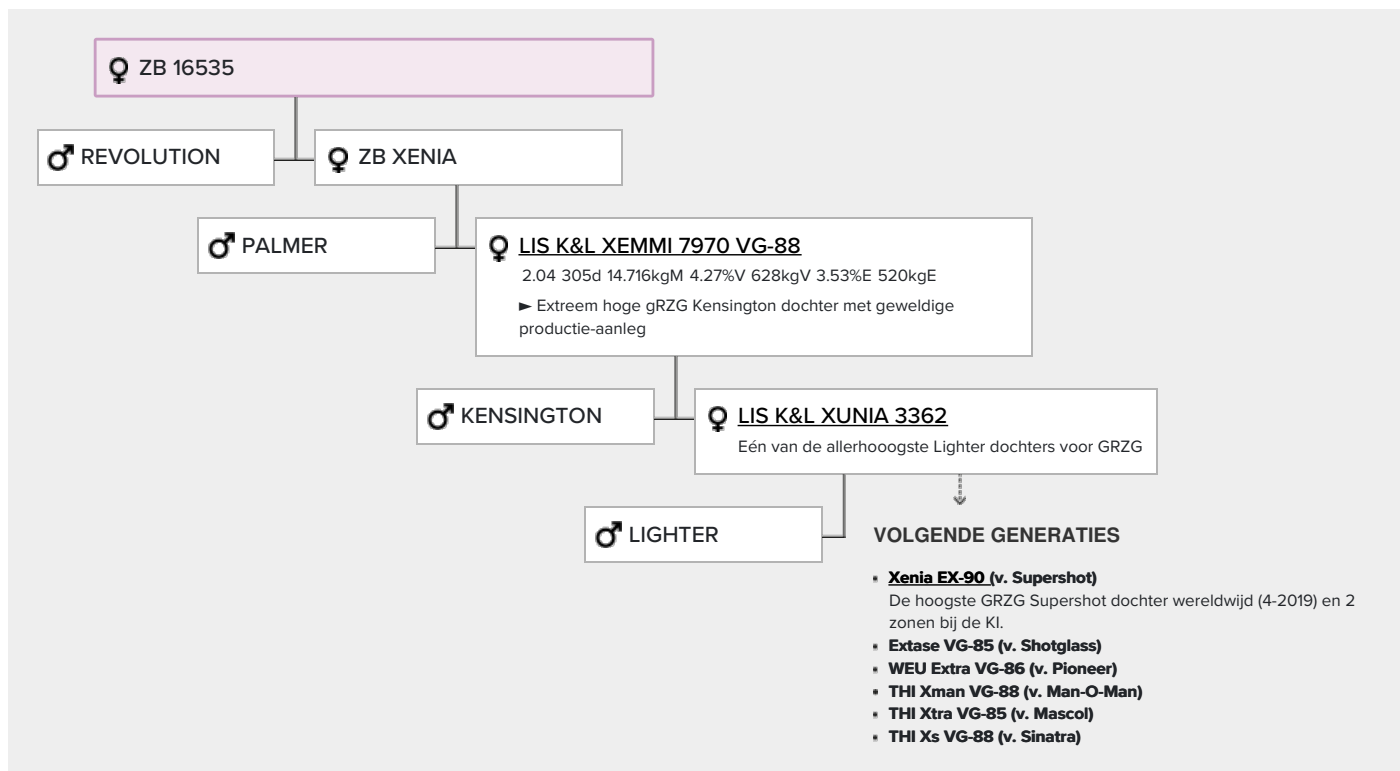 ZB 16535
REVOLUTION
ZB XENIA
PALMER
LIS K&L XEMMI 7970 VG-88
2.04 305d 14.716kgM 4.27%V 628kgV 3.53%E 520kgE
► Extreem hoge gRZG Kensington dochter met geweldige
productie-aanleg
KENSINGTON
LIS K&L XUNIA 3362
Eén van de allerhooogste Lighter dochters voor GRZG
LIGHTER
VOLGENDE GENERATIES
Xenia EX-90 (v. Supershot)
De hoogste GRZG Supershot dochter wereldwijd (4-2019) en 2
zonen bij de KI.
Extase VG-85 (v. Shotglass)
WEU Extra VG-86 (v. Pioneer)
THI Xman VG-88 (v. Man-O-Man)
THI Xtra VG-85 (v. Mascol)
THI Xs VG-88 (v. Sinatra)